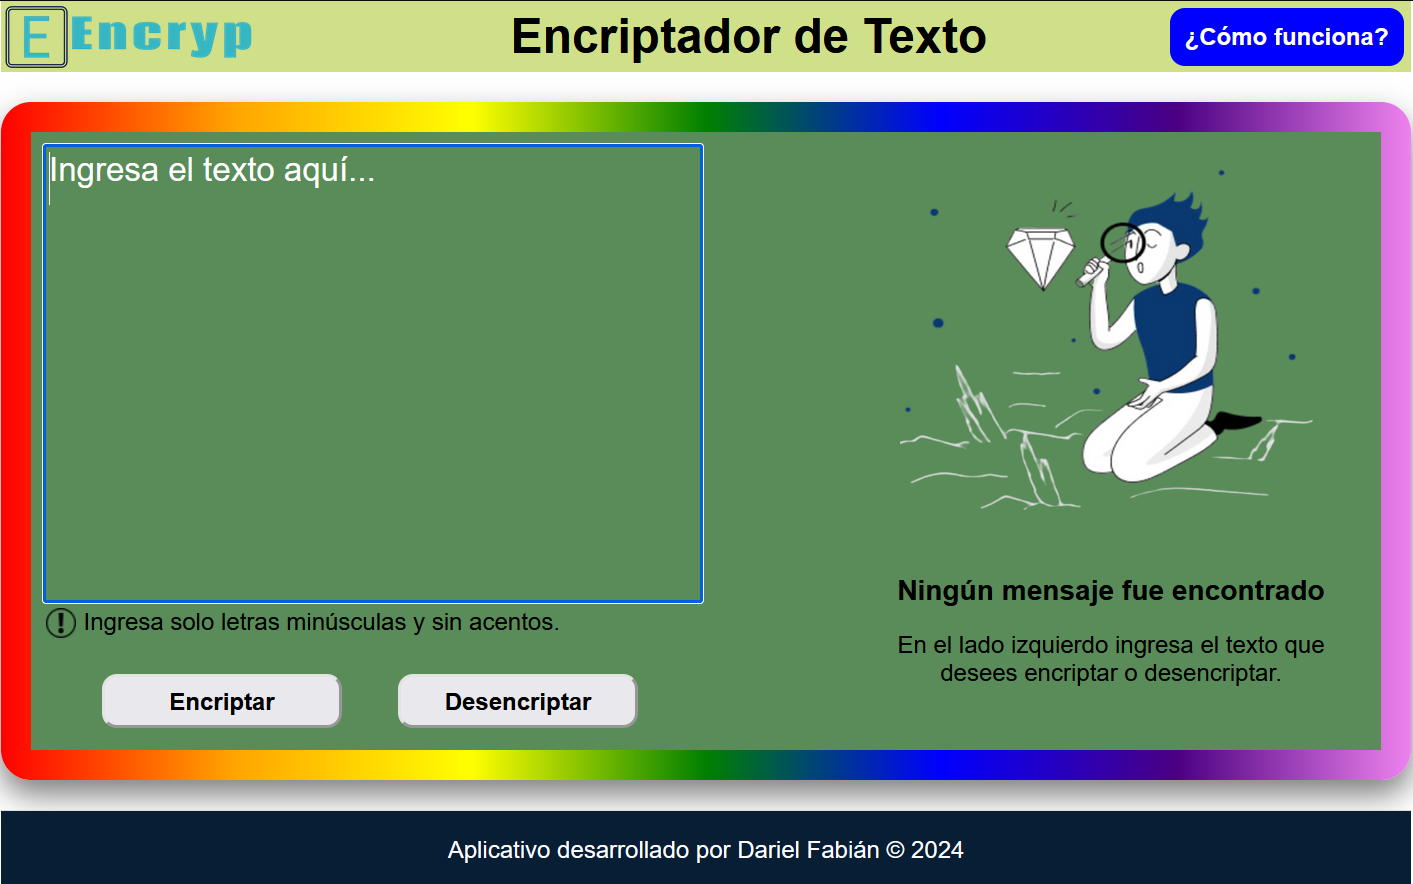 E Encryp
Encriptador de Texto
¿Cómo funciona?
Ingresa el texto aquí...
! Ingresa solo letras minúsculas y sin acentos.
Encriptar
Desencriptar
Ningún mensaje fue encontrado
En el lado izquierdo ingresa el texto que
desees encriptar o desencriptar.
Aplicativo desarrollado por Dariel Fabián © 2024